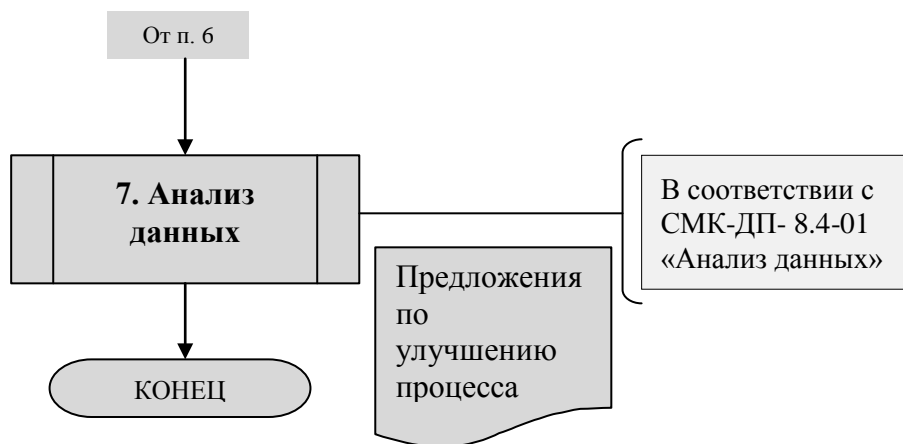 От п. 6
7. Анализ
данных
В соответствии с
СМК-ДП- 8.4-01
«Анализ данных»
Предложения
по
улучшению
процесса
КОНЕЦ